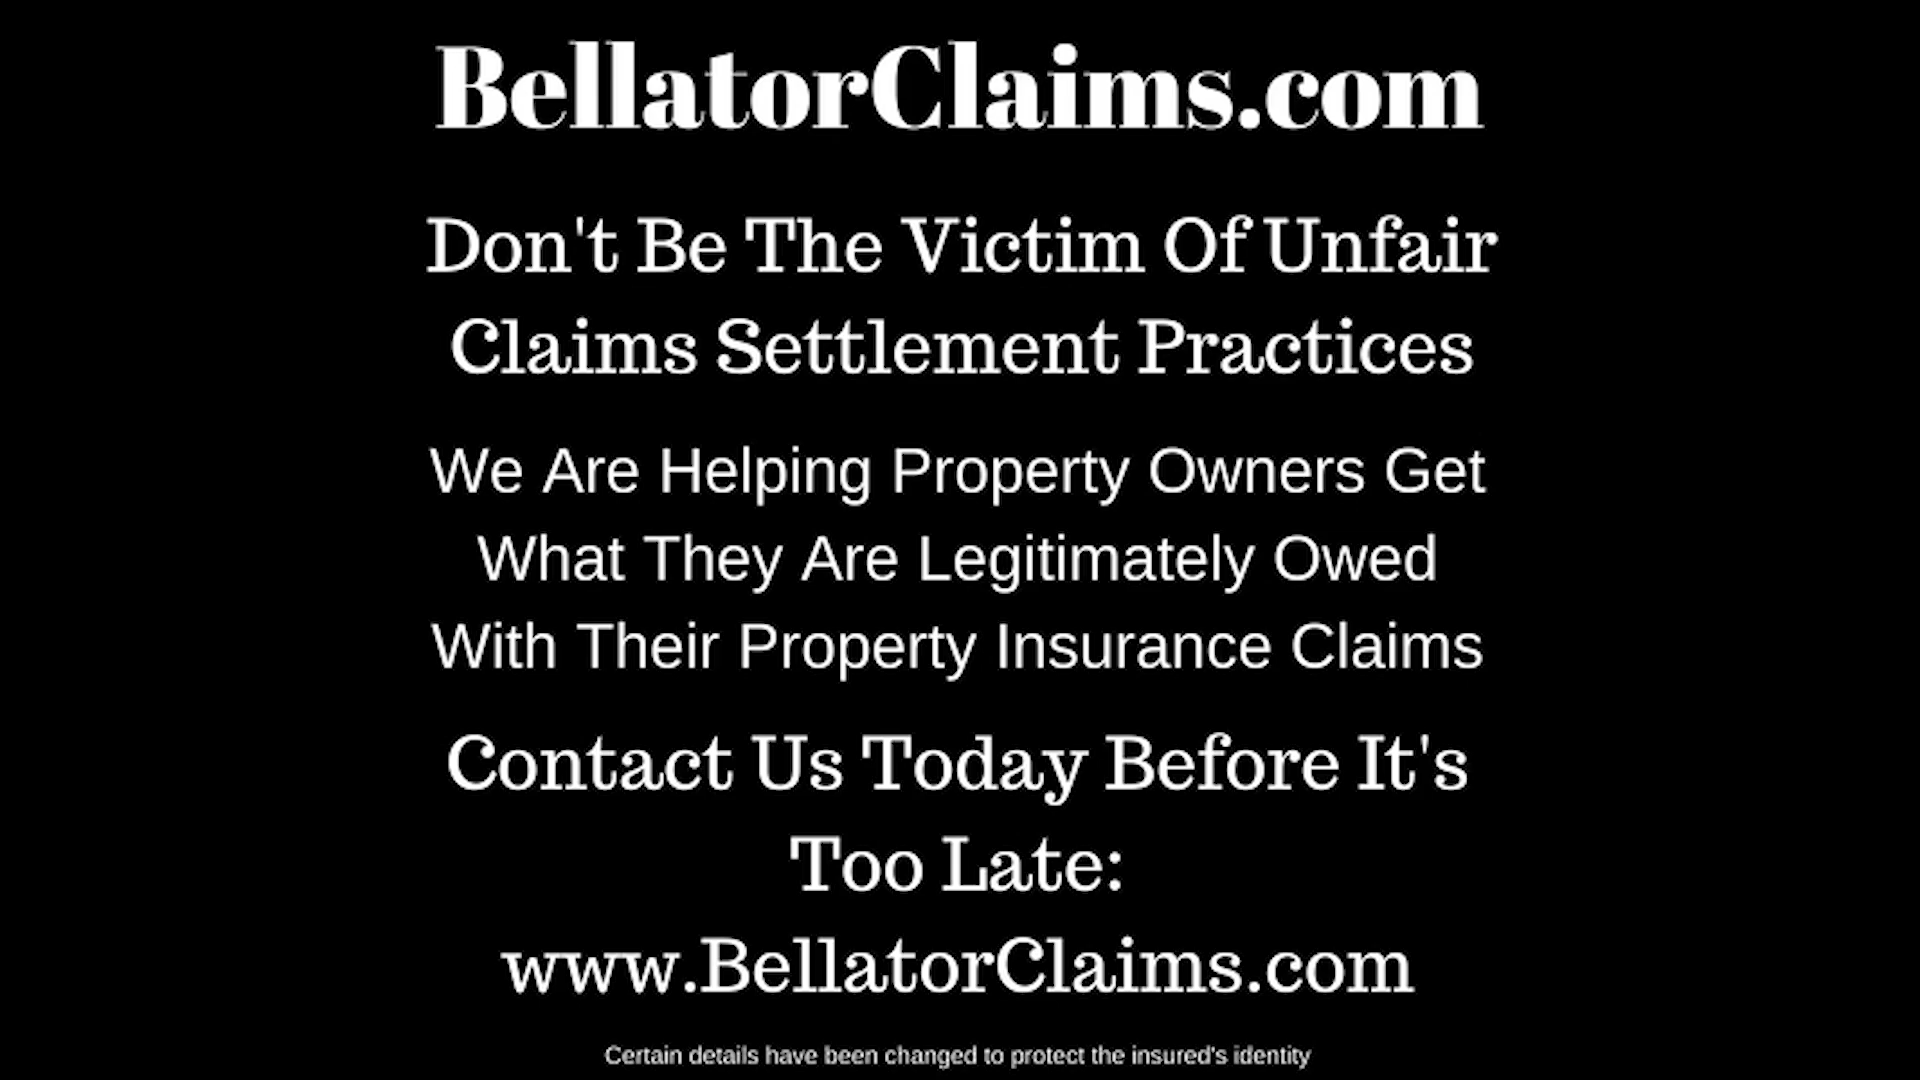 BellatorClaims.com
Don't Be The Victim Of Unfair
Claims Settlement Practices
We Are Helping Property Owners Get
What They Are Legitimately Owed
With Their Property Insurance Claims
Contact Us Today Before It's
Too Late:
www.BellatorClaims.com
Certain details have been changed to protect the insured's identity